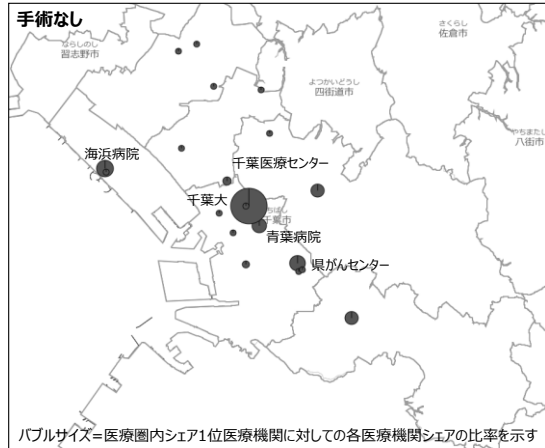 手術なし
さくらし
佐倉市
ならしのし
習志野市
よつかいどうし
四街道市
やちまたし
八街市
海浜病院
千葉医療センター
千葉大
千葉市
青葉病院
県がんセンター
バブルサイズ=医療圏内シェア1位医療機関に対しての各医療機関シェアの比率を示す